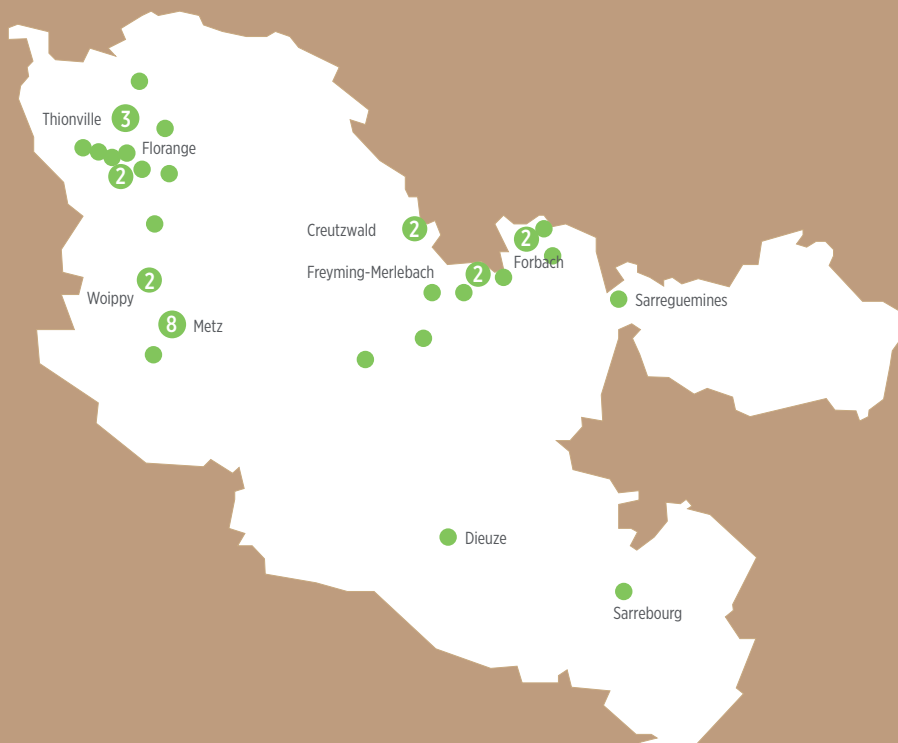 Thionville
3
Florange
2
Creutzwald
2
2
Forbach
Freyming-Merlebach
2
Woippy
2
Sarreguemines
8
Metz
Dieuze
Sarrebourg